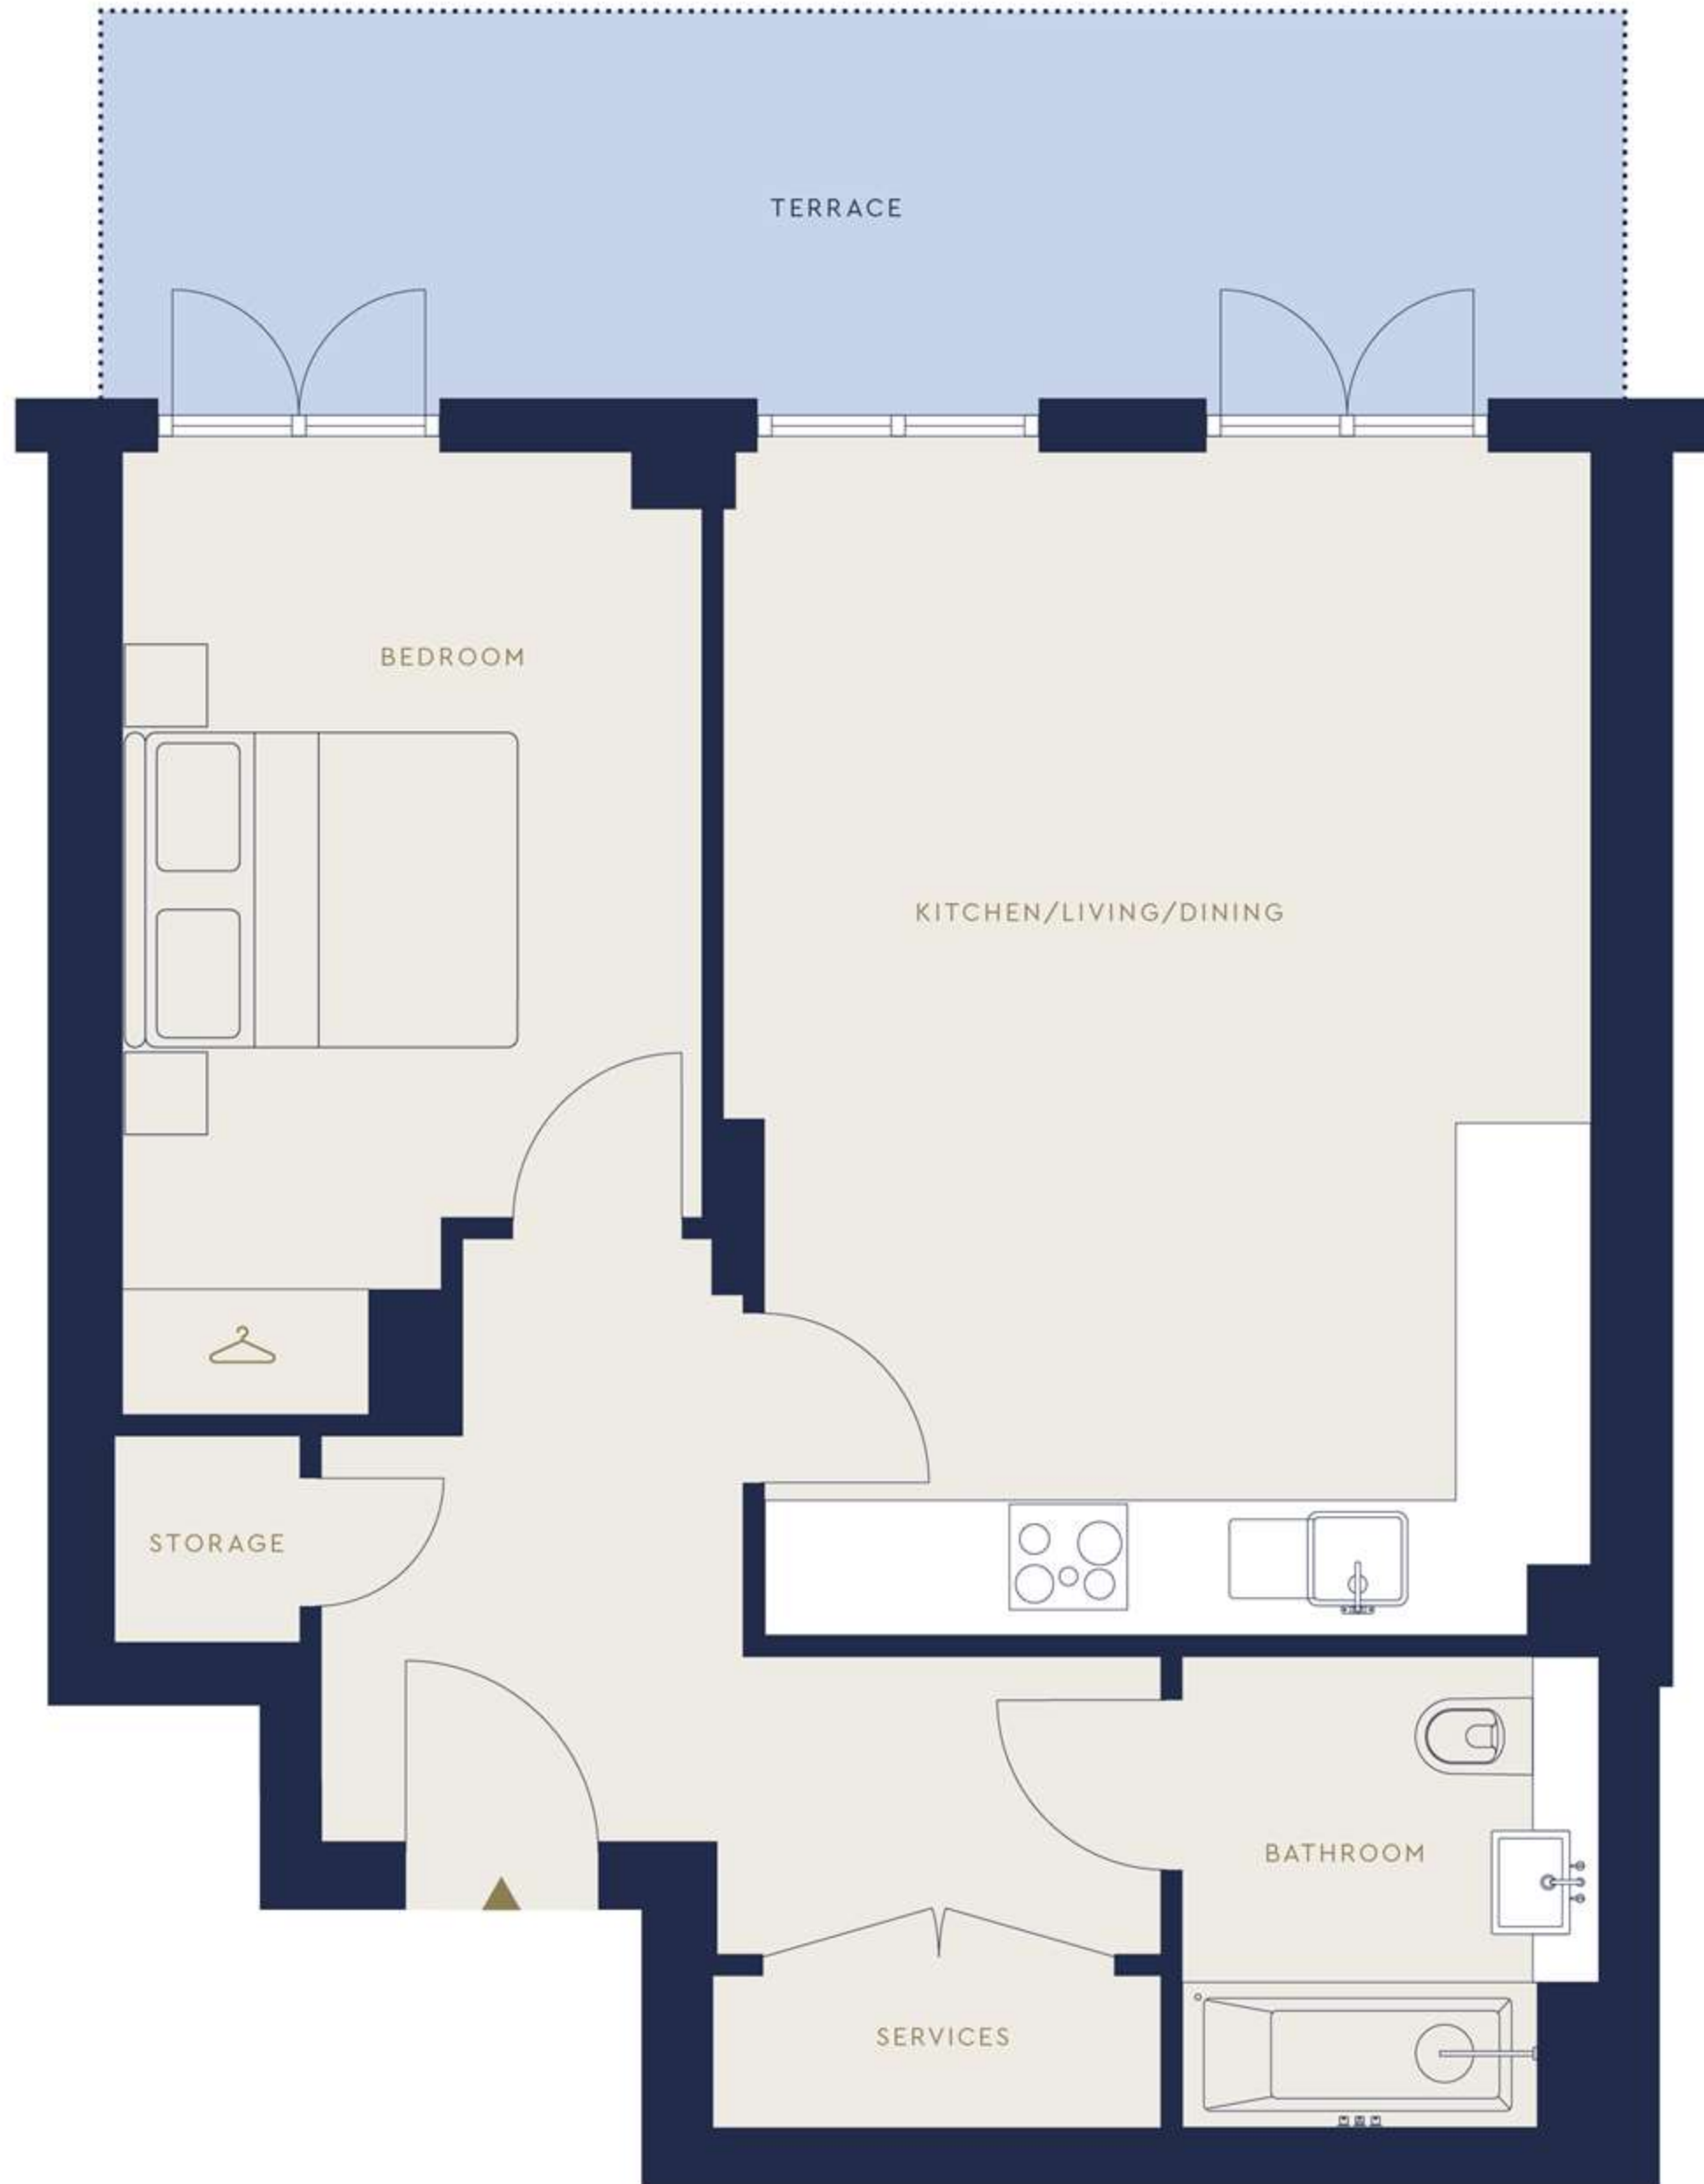 TERRACE
BEDROOM
KITCHEN/LIVING/DINING
STORAGE
BATHROOM
SERVICES